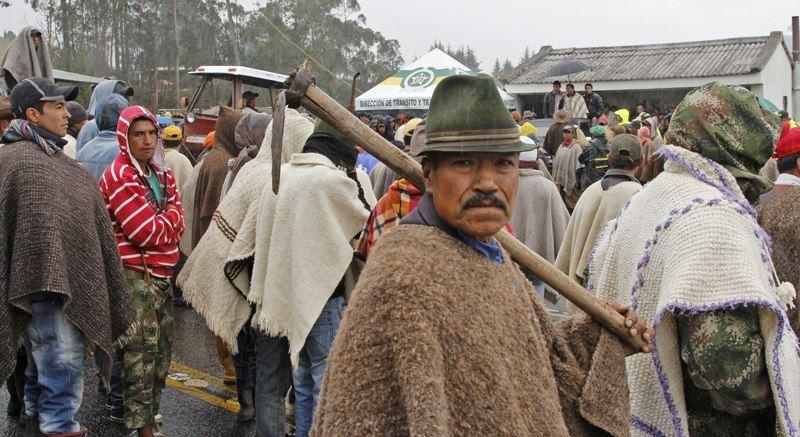 DIRECCIÓN DE TRÁNSITO Y